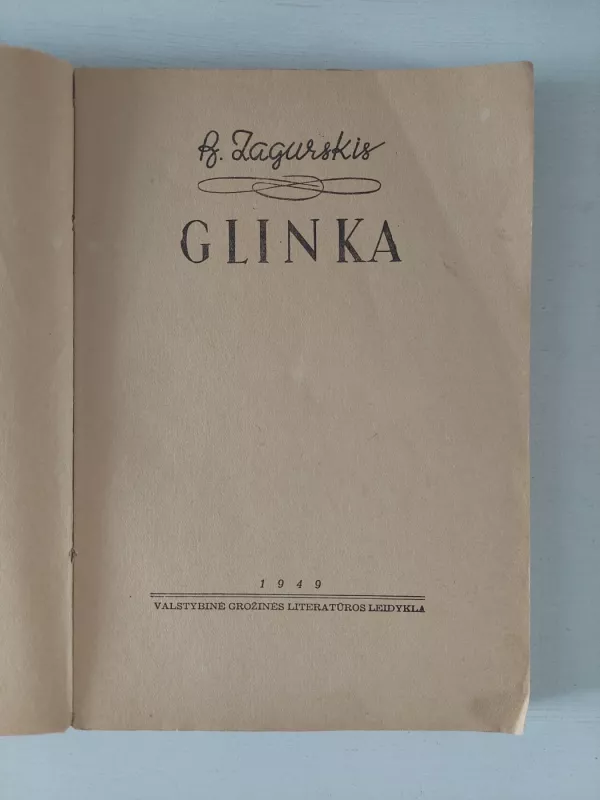 B. Zagurskis
GLINKA
1949
VALSTYBINĖ GROŽINĖS LITERATŪROS LEIDYKLA